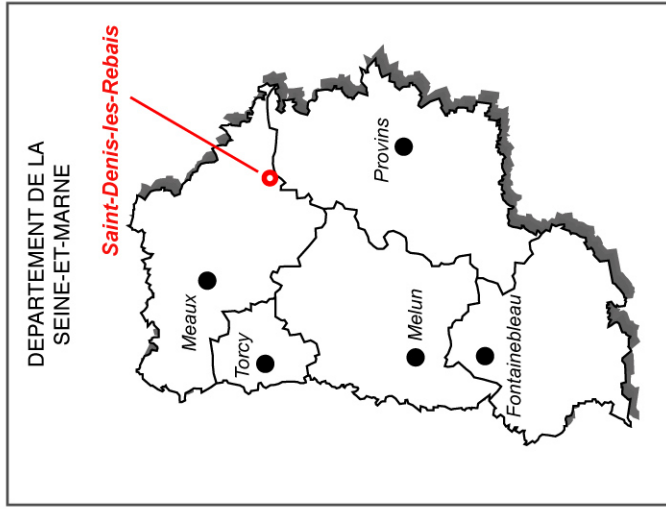 DEPARTEMENT DE LA
SEINE-ET-MARNE
Saint-Denis-les-Rebais
Meaux
Torcy
Provins
Melun
Fontainebleau